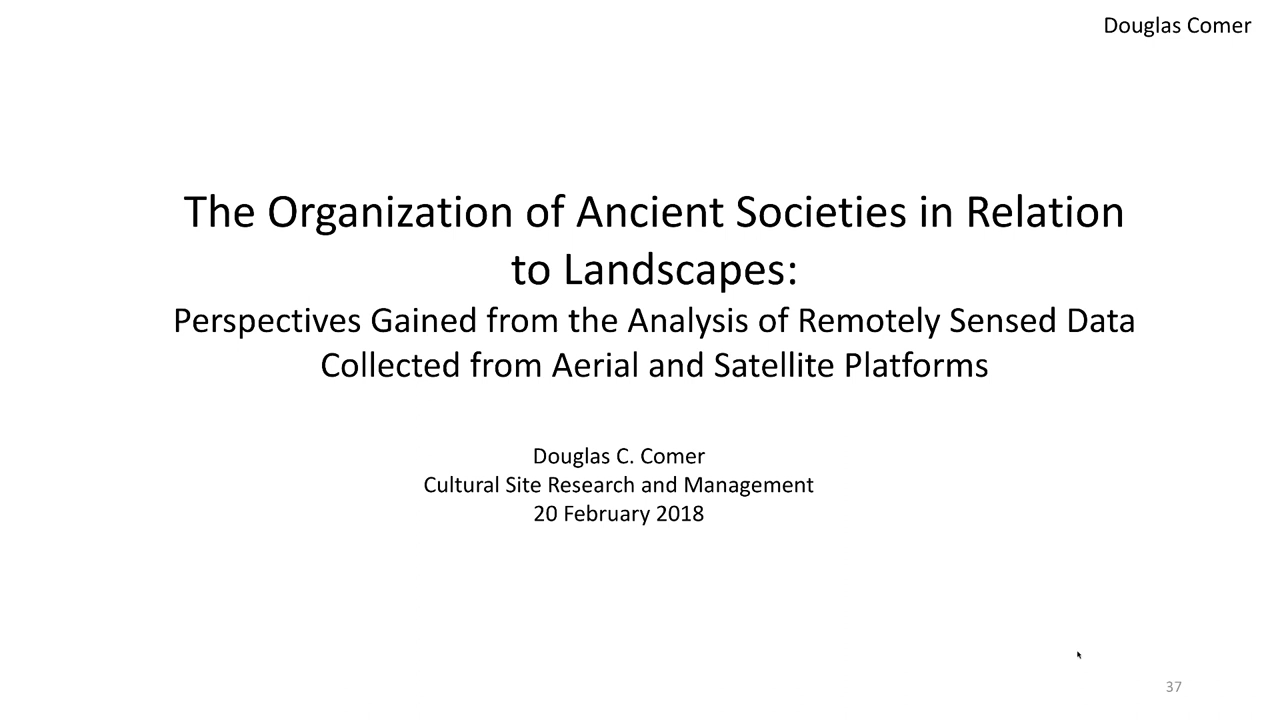 Douglas Comer
The Organization of Ancient Societies in Relation
to Landscapes:
Perspectives Gained from the Analysis of Remotely Sensed Data
Collected from Aerial and Satellite Platforms
Douglas C. Comer
Cultural Site Research and Management
20 February 2018
37